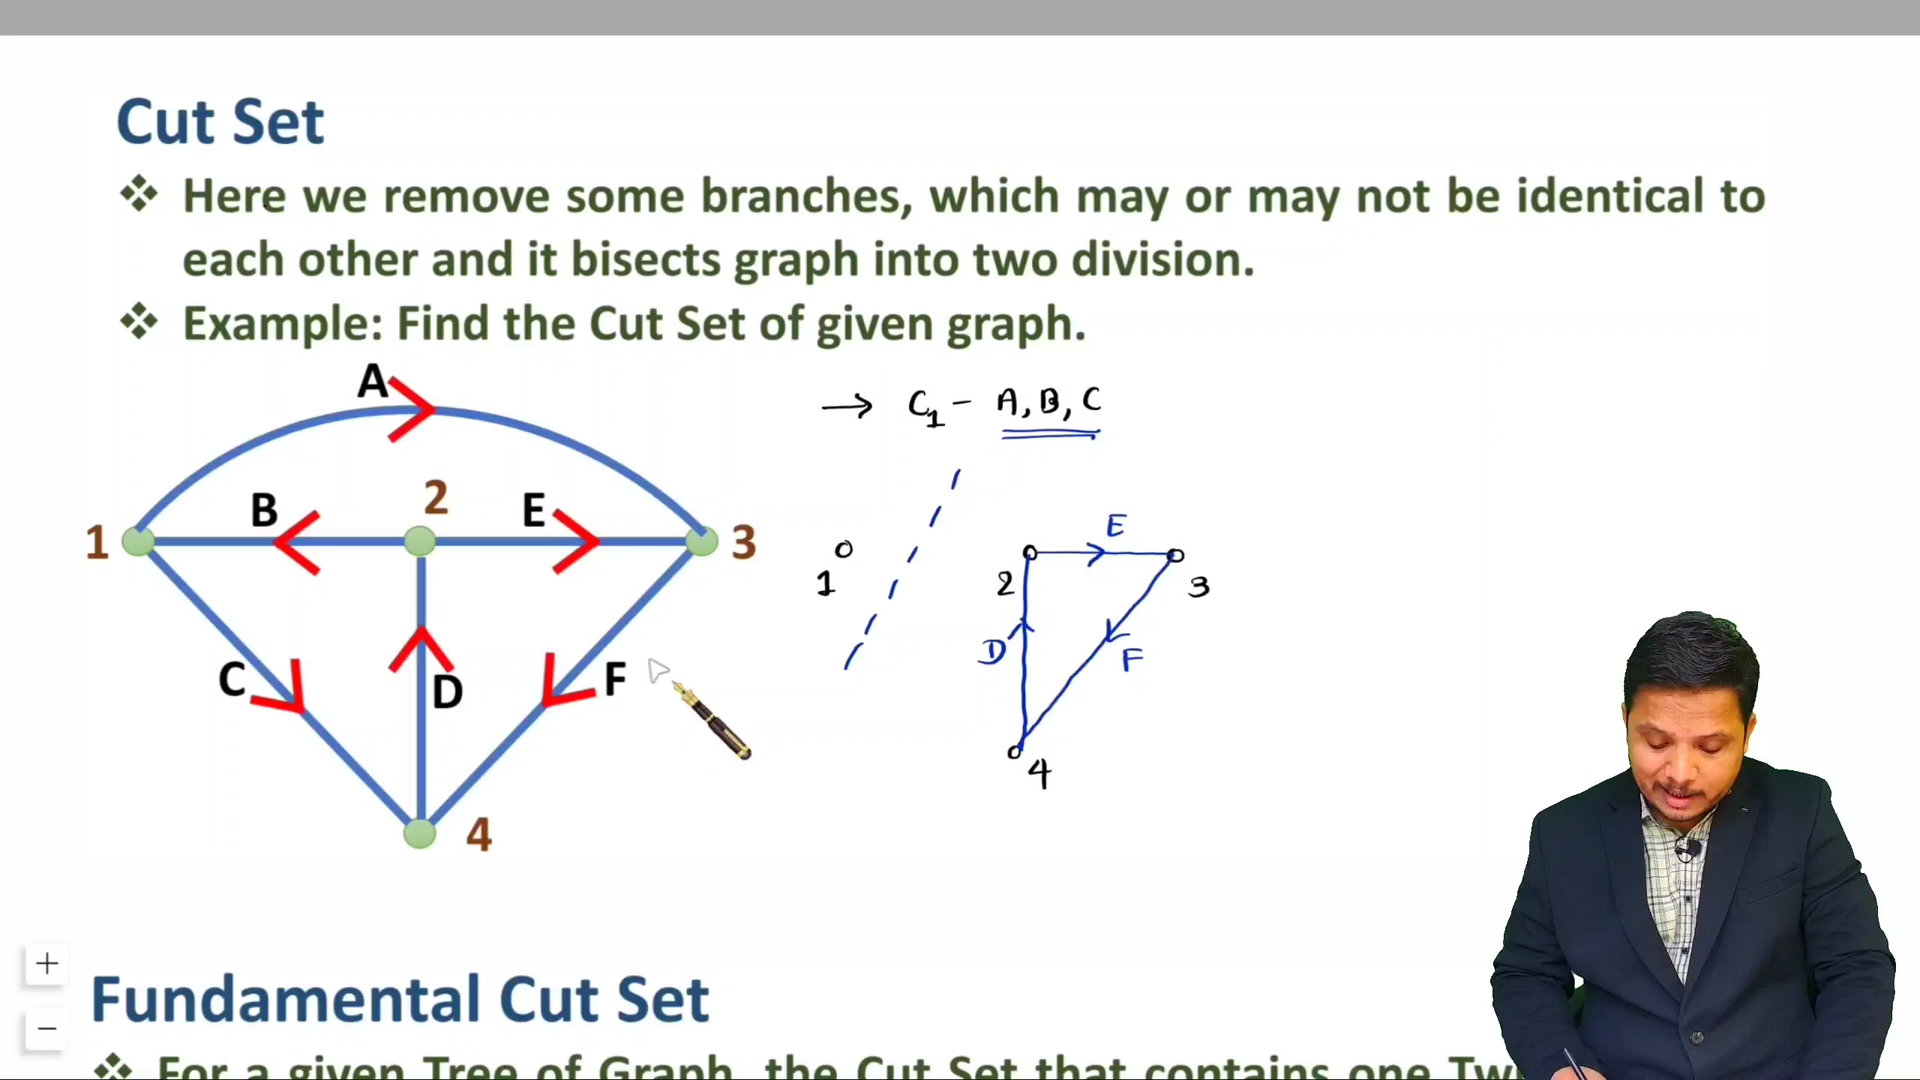 Cut Set
❖ Here we remove some branches, which may or may not be identical to
each other and it bisects graph into two division.
❖ Example: Find the Cut Set of given graph.
A
→ C1 - A, B, C
B
2
E
1
3
C
D
F
4
E
1
2
3
D
F
4
+
Fundamental Cut Set
−
❖ For a given Tree of Graph, the Cut Set that contains one